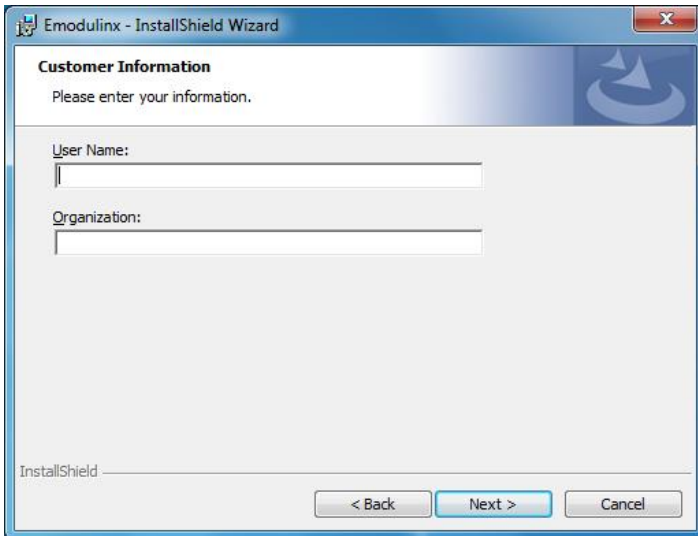 Emodulinx - InstallShield Wizard
Customer Information
Please enter your information.
User Name:
Organization:
InstallShield
< Back
Next >
Cancel